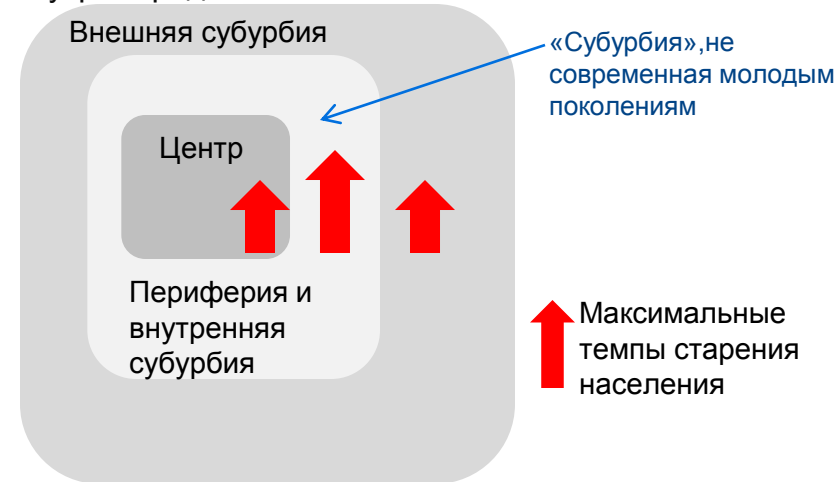 Внешняя субурбия
«Субурбия»,не
современная молодым
поколениям
Центр
Периферия и
внутренняя
субурбия
Максимальные
темпы старения
населения